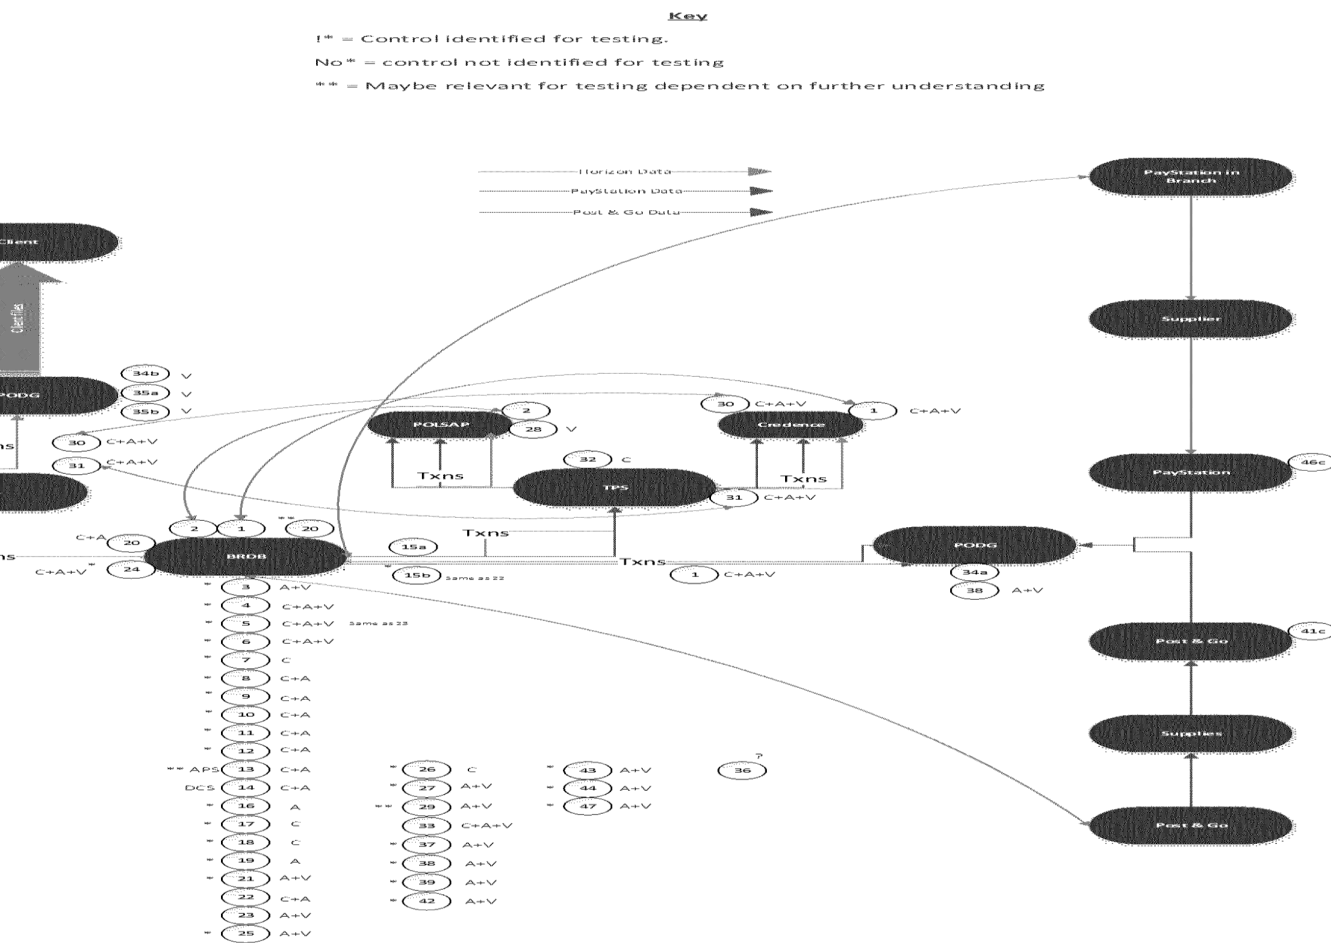 Key
!* = Control identified for testing.
No* = control not identified for testing
** = Maybe relevant for testing dependent on further understanding
Horizon Data
PayStation Data
Post & Go Data
PayStation in
Branch
Client
Supplier
Client files
34b V
PODG
35a V
35b V
30 C+A+V
1 C+A+V
2
POLSAP
28 V
Credence
30 C+A+V
31 C+A+V
32 C
PayStation
46c
Txns
Txns
TPS
31 C+A+V
2
1
** 20
Txns
C+A 20
15a
PODG
BRDB
Txns
C+A+V * 24
* 15b Same as 22
1 C+A+V
34a
38 A+V
* 3 A+V
* 4 C+A+V
* 5 C+A+V Same as 23
* 6 C+A+V
Post & Go
41c
* 7 C
* 8 C+A
* 9 C+A
* 10 C+A
* 11 C+A
Supplies
* 12 C+A
** APS 13 C+A
* 26 C
* 43 A+V
?
36
DCS 14 C+A
* 27 A+V
* 44 A+V
* 16 A
** 29 A+V
* 47 A+V
* 17 C
33 C+A+V
Post & Go
* 18 C
* 37 A+V
* 19 A
* 38 A+V
* 21 A+V
* 39 A+V
22 C+A
* 42 A+V
23 A+V
* 25 A+V